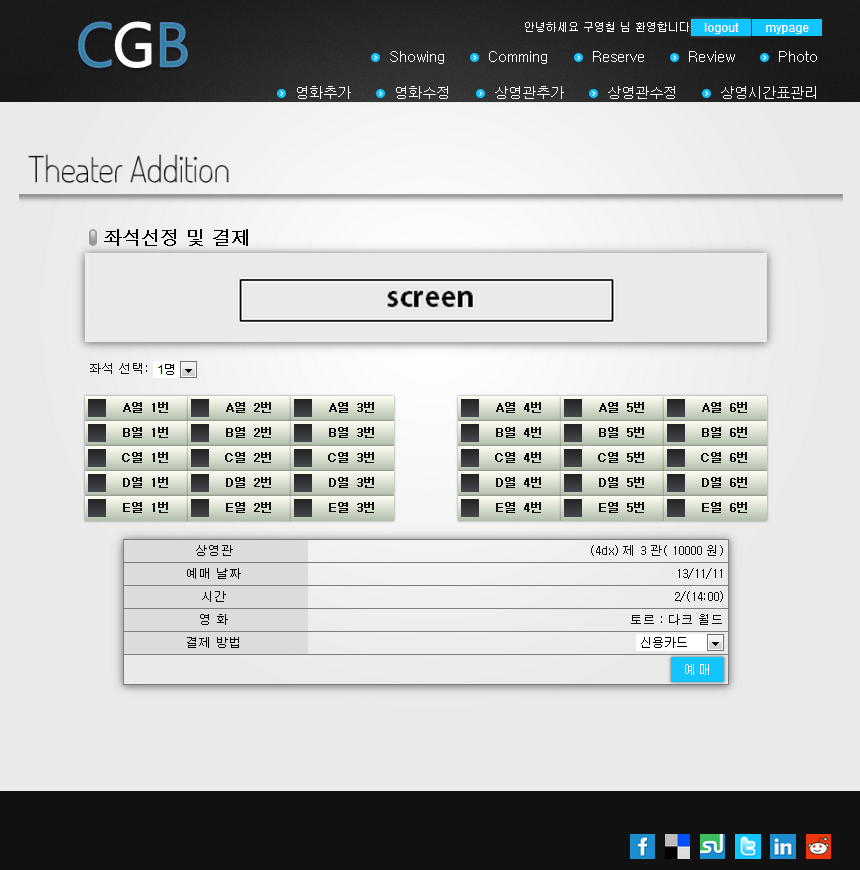 CGB
안녕하세요 구영철 님 환영합니다 logout mypage
Showing Comming Reserve Review Photo
영화추가 영화수정 상영관추가 상영관수정 상영시간표관리
Theater Addition
좌석선정 및 결제
screen
좌석 선택: 1명
A열 1번 A열 2번 A열 3번 A열 4번 A열 5번 A열 6번
B열 1번 B열 2번 B열 3번 B열 4번 B열 5번 B열 6번
C열 1번 C열 2번 C열 3번 C열 4번 C열 5번 C열 6번
D열 1번 D열 2번 D열 3번 D열 4번 D열 5번 D열 6번
E열 1번 E열 2번 E열 3번 E열 4번 E열 5번 E열 6번
상영관 (4dx) 제 3 관( 10000 원)
예매 날짜 13/11/11
시간 2/(14:00)
영 화 토르 : 다크 월드
결제 방법 신용카드
예 매